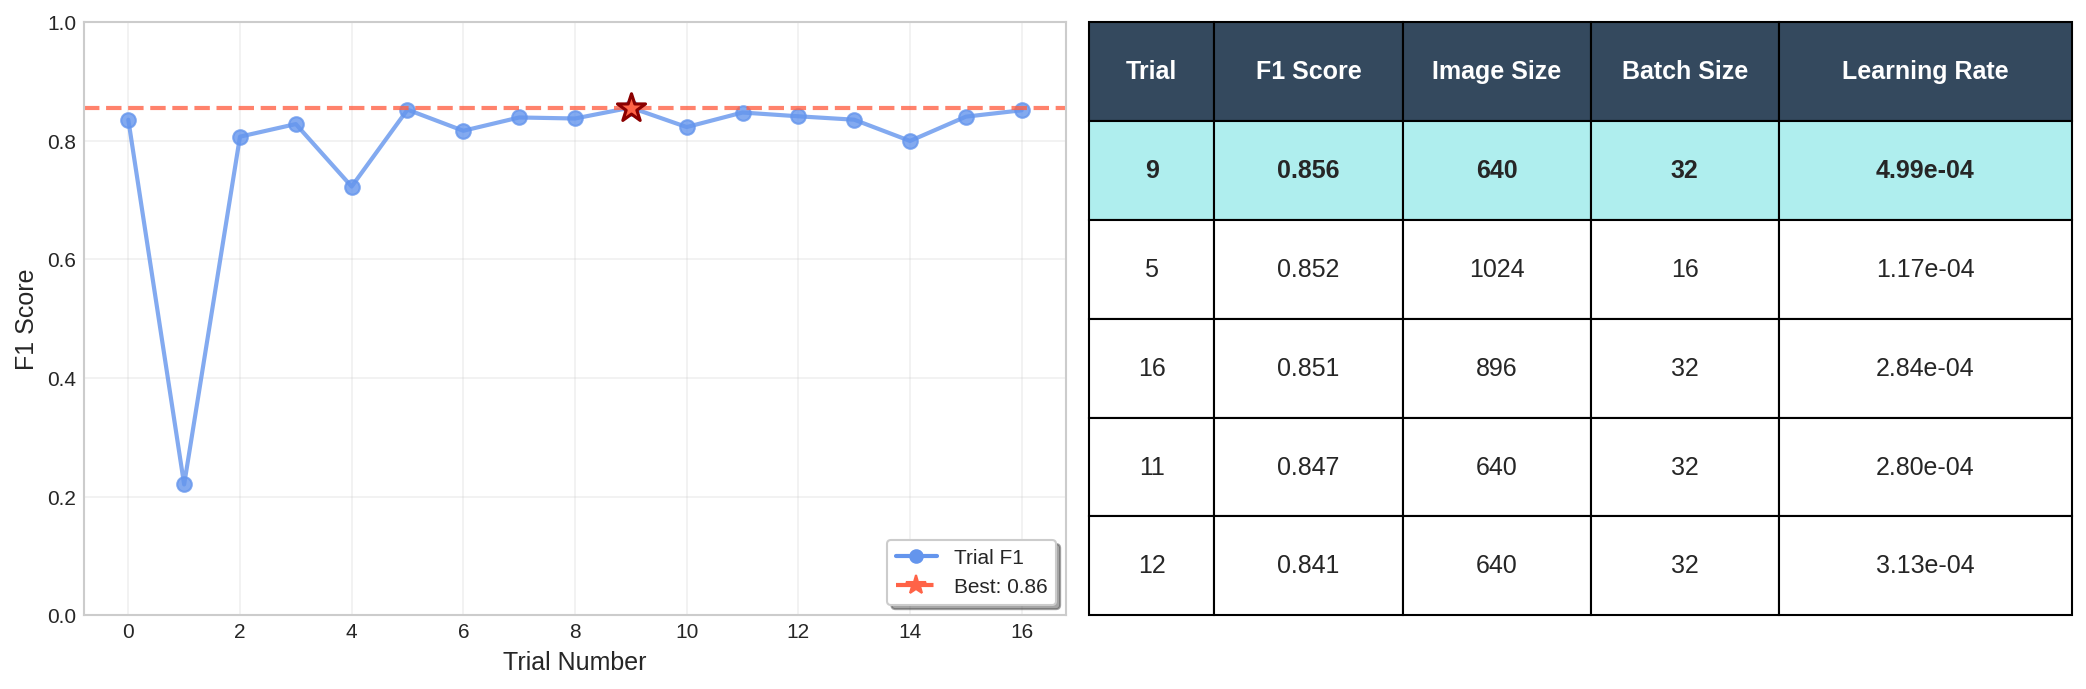 1.0
0.8
0.6
0.4
0.2
0.0
F1 Score
0 2 4 6 8 10 12 14 16
Trial Number
Trial F1
Best: 0.86
Trial F1 Score Image Size Batch Size Learning Rate
9 0.856 640 32 4.99e-04
5 0.852 1024 16 1.17e-04
16 0.851 896 32 2.84e-04
11 0.847 640 32 2.80e-04
12 0.841 640 32 3.13e-04